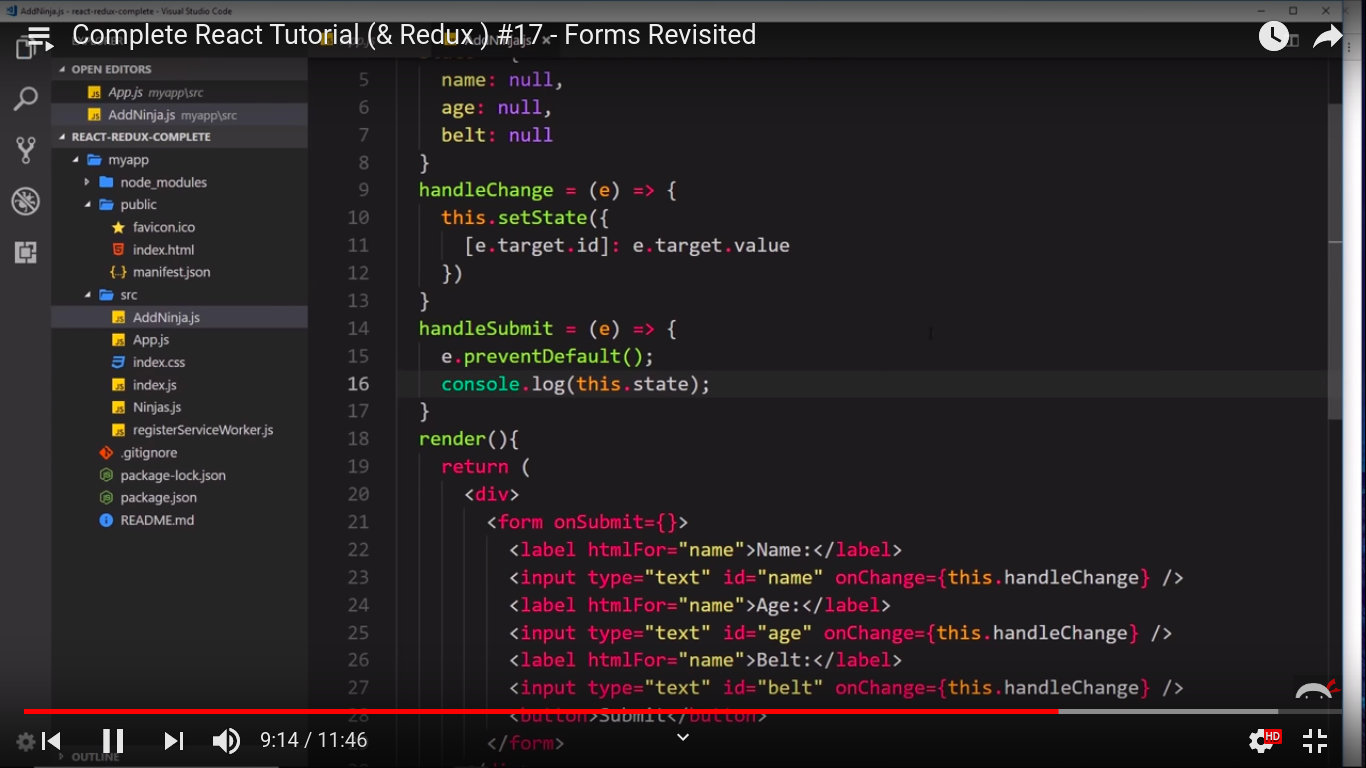 AddNinja.js - react-redux-complete - Visual Studio Code
Complete React Tutorial (& Redux ) #17 - Forms Revisited
AddNinja.js
OPEN EDITORS
App.js myapp\src
AddNinja.js myapp\src
REACT-REDUX-COMPLETE
myapp
node_modules
public
favicon.ico
index.html
manifest.json
src
AddNinja.js
App.js
index.css
index.js
Ninjas.js
registerServiceWorker.js
.gitignore
package-lock.json
package.json
README.md
OUTLINE
5 name: null,
6 age: null,
7 belt: null
8 }
9 handleChange = (e) => {
10 this.setState({
11 [e.target.id]: e.target.value
12 })
13 }
14 handleSubmit = (e) => {
15 e.preventDefault();
16 console.log(this.state);
17 }
18 render(){
19 return (
20 <div>
21 <form onSubmit={}>
22 <label htmlFor="name">Name:</label>
23 <input type="text" id="name" onChange={this.handleChange} />
24 <label htmlFor="name">Age:</label>
25 <input type="text" id="age" onChange={this.handleChange} />
26 <label htmlFor="name">Belt:</label>
27 <input type="text" id="belt" onChange={this.handleChange} />
28 <button>Submit</button>
</form>
9:14 / 11:46
HD